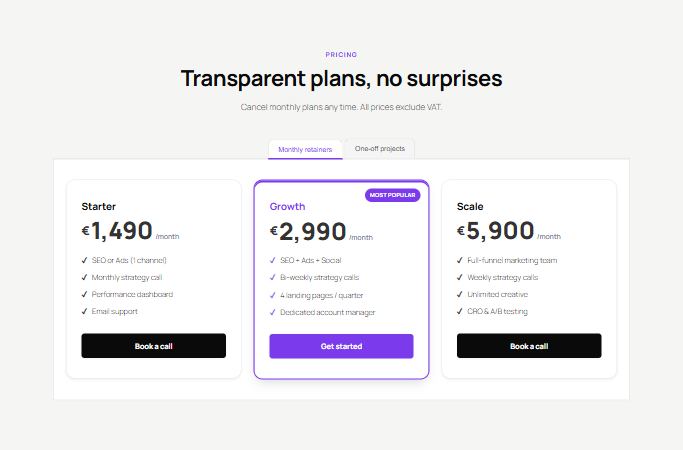 PRICING
Transparent plans, no surprises
Cancel monthly plans any time. All prices exclude VAT.
Monthly retainers
One-off projects
Starter
€1,490 /month
✓ SEO or Ads (1 channel)
✓ Monthly strategy call
✓ Performance dashboard
✓ Email support
Book a call
MOST POPULAR
Growth
€2,990 /month
✓ SEO + Ads + Social
✓ Bi-weekly strategy calls
✓ 4 landing pages / quarter
✓ Dedicated account manager
Get started
Scale
€5,900 /month
✓ Full-funnel marketing team
✓ Weekly strategy calls
✓ Unlimited creative
✓ CRO & A/B testing
Book a call